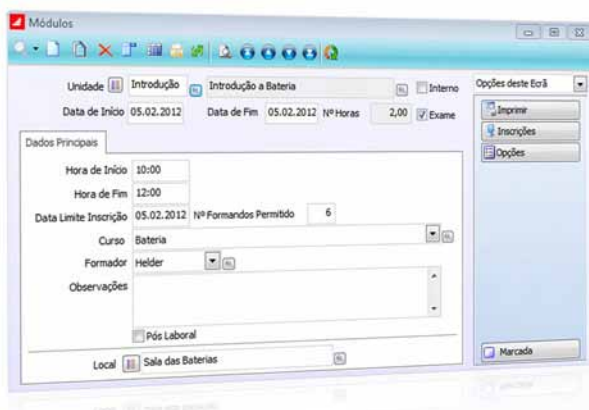 Módulos
Unidade Introdução Introdução a Bateria Interno
Data de Início 05.02.2012 Data de Fim 05.02.2012 Nº Horas 2,00 Exame
Dados Principais
Hora de Início 10:00
Hora de Fim 12:00
Data Limite Inscrição 05.02.2012 Nº Formandos Permitido 6
Curso Bateria
Formador Helder
Observações
Pós Laboral
Local Sala das Baterias
Opções deste Ecrã
Imprimir
Inscrições
Opções
Marcada